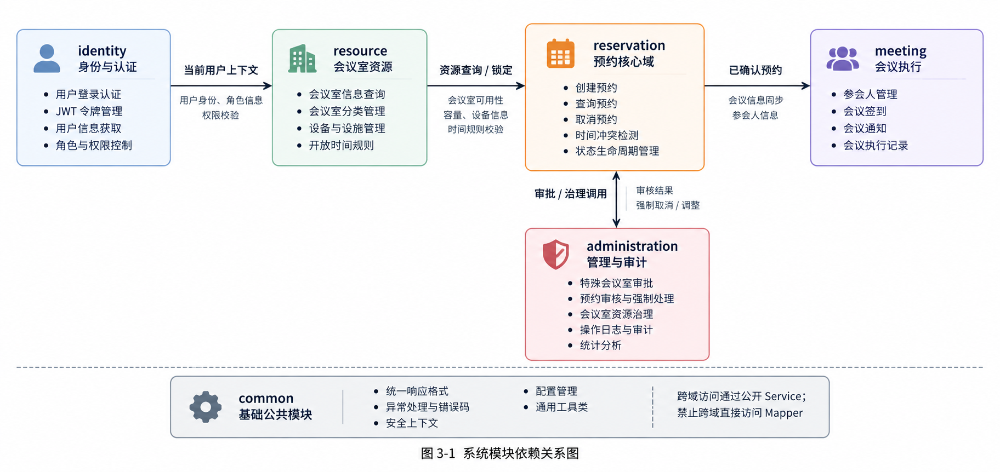 identity
身份与认证
用户登录认证
JWT 令牌管理
用户信息获取
角色与权限控制
当前用户上下文
用户身份、角色信息
权限校验
resource
会议室资源
会议室信息查询
会议室分类管理
设备与设施管理
开放时间规则
资源查询 / 锁定
会议室可用性
容量、设备信息
时间规则校验
reservation
预约核心域
创建预约
查询预约
取消预约
时间冲突检测
状态生命周期管理
已确认预约
会议信息同步
参会人信息
meeting
会议执行
参会人管理
会议签到
会议通知
会议执行记录
审批 / 治理调用
审核结果
强制取消 / 调整
administration
管理与审计
特殊会议室审批
预约审核与强制处理
会议室资源治理
操作日志与审计
统计分析
common
基础公共模块
统一响应格式
异常处理与错误码
安全上下文
配置管理
通用工具类
跨域访问通过公开 Service；
禁止跨域直接访问 Mapper
图 3-1 系统模块依赖关系图